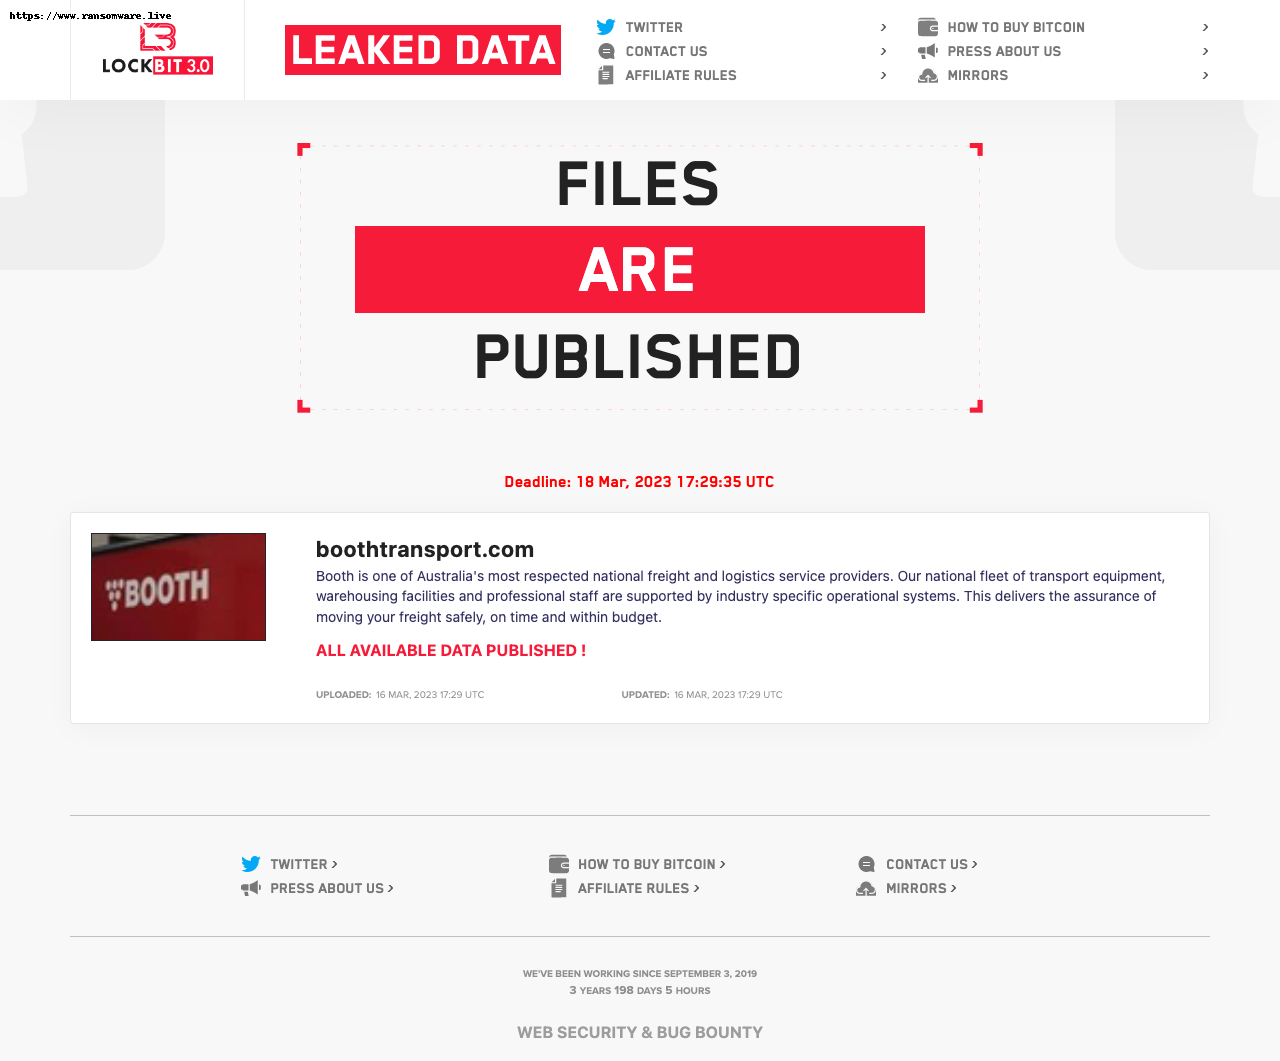 https://www.ransomware.live
LOCKBIT 3.0
LEAKED DATA
TWITTER
CONTACT US
AFFILIATE RULES
HOW TO BUY BITCOIN
PRESS ABOUT US
MIRRORS
FILES
ARE
PUBLISHED
Deadline: 18 Mar, 2023 17:29:35 UTC
BOOTH
boothtransport.com
Booth is one of Australia's most respected national freight and logistics service providers. Our national fleet of transport equipment,
warehousing facilities and professional staff are supported by industry specific operational systems. This delivers the assurance of
moving your freight safely, on time and within budget.
ALL AVAILABLE DATA PUBLISHED !
UPLOADED: 16 MAR, 2023 17:29 UTC
UPDATED: 16 MAR, 2023 17:29 UTC
TWITTER
HOW TO BUY BITCOIN
CONTACT US
PRESS ABOUT US
AFFILIATE RULES
MIRRORS
WE'VE BEEN WORKING SINCE SEPTEMBER 3, 2019
3 YEARS 198 DAYS 5 HOURS
WEB SECURITY & BUG BOUNTY